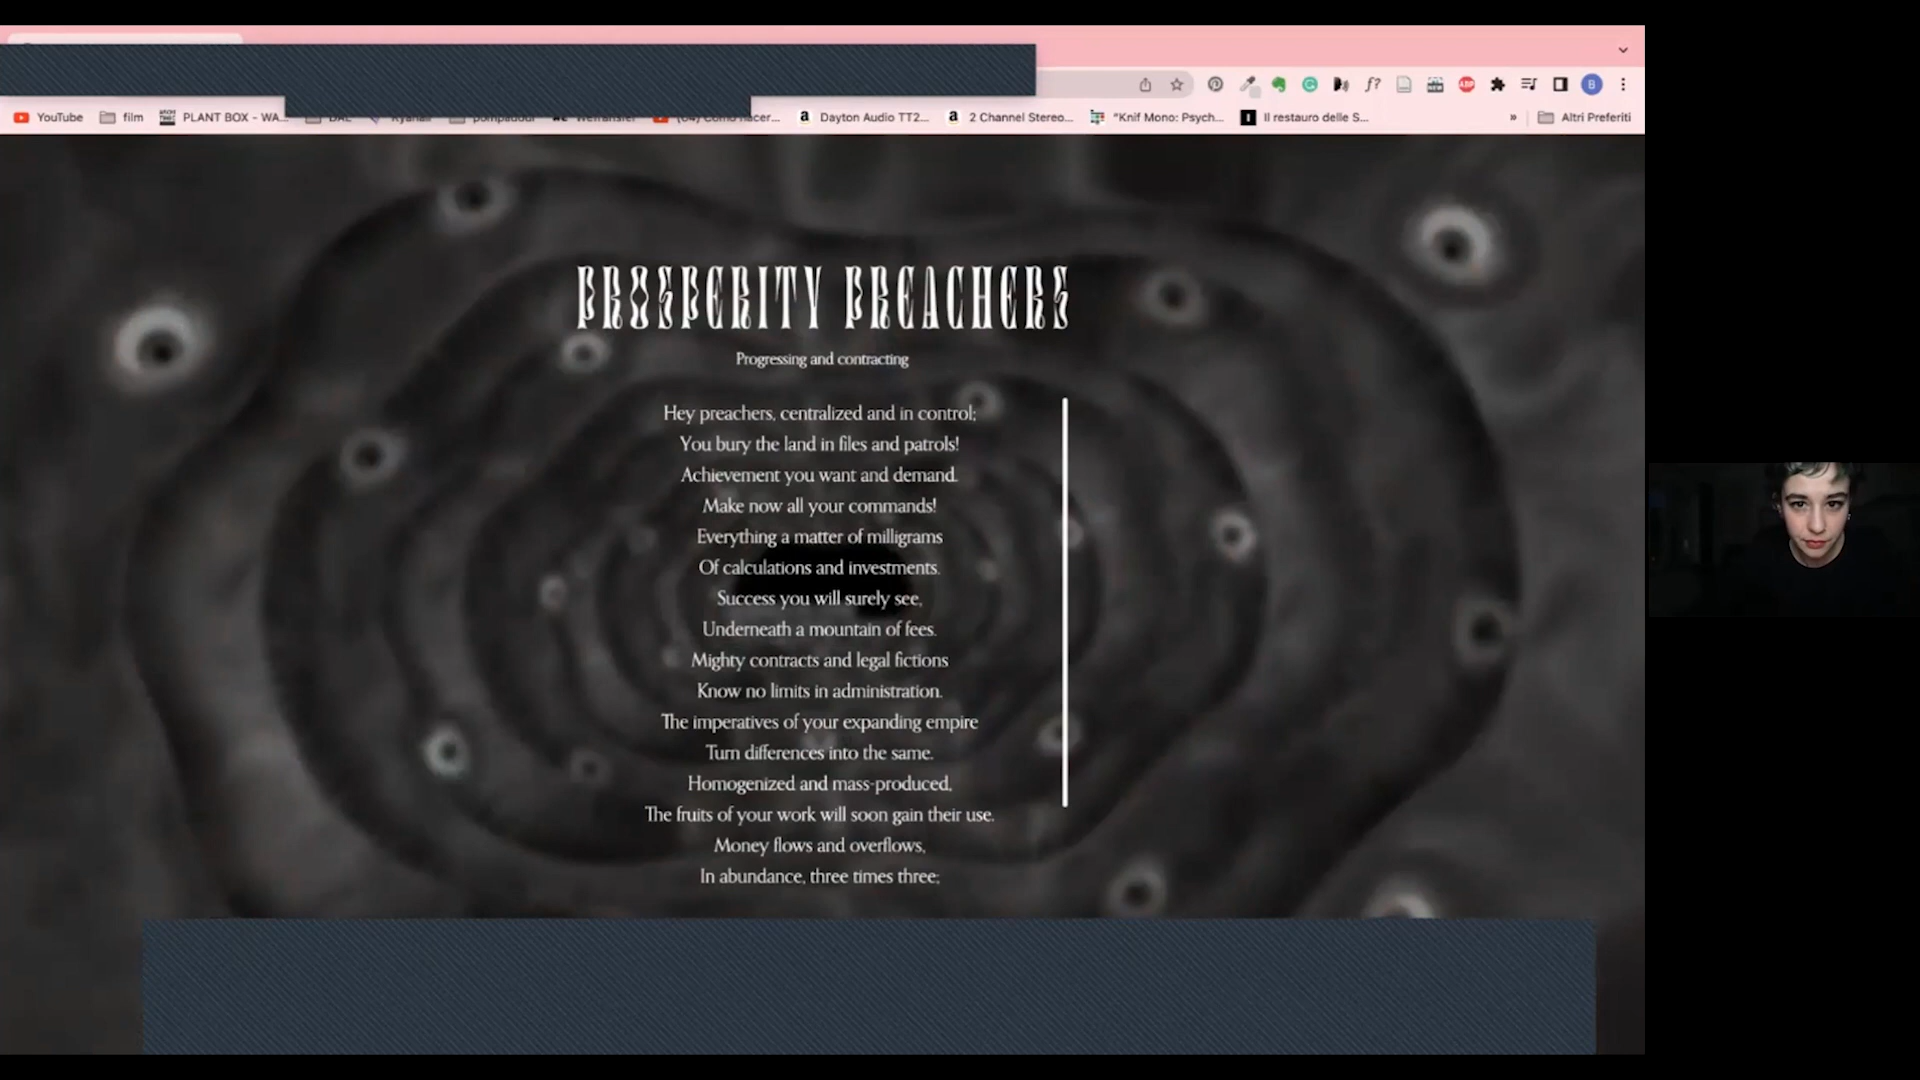 YouTube film PLANT BOX - WA... Dayton Audio TT2... 2 Channel Stereo... "Knif Mono: Psych... Il restauro delle S... » Altri Preferiti
PROSPERITY PREACHERS
Progressing and contracting
Hey preachers, centralized and in control;
You bury the land in files and patrols!
Achievement you want and demand.
Make now all your commands!
Everything a matter of milligrams
Of calculations and investments.
Success you will surely see,
Underneath a mountain of fees.
Mighty contracts and legal fictions
Know no limits in administration.
The imperatives of your expanding empire
Turn differences into the same.
Homogenized and mass-produced,
The fruits of your work will soon gain their use.
Money flows and overflows,
In abundance, three times three;